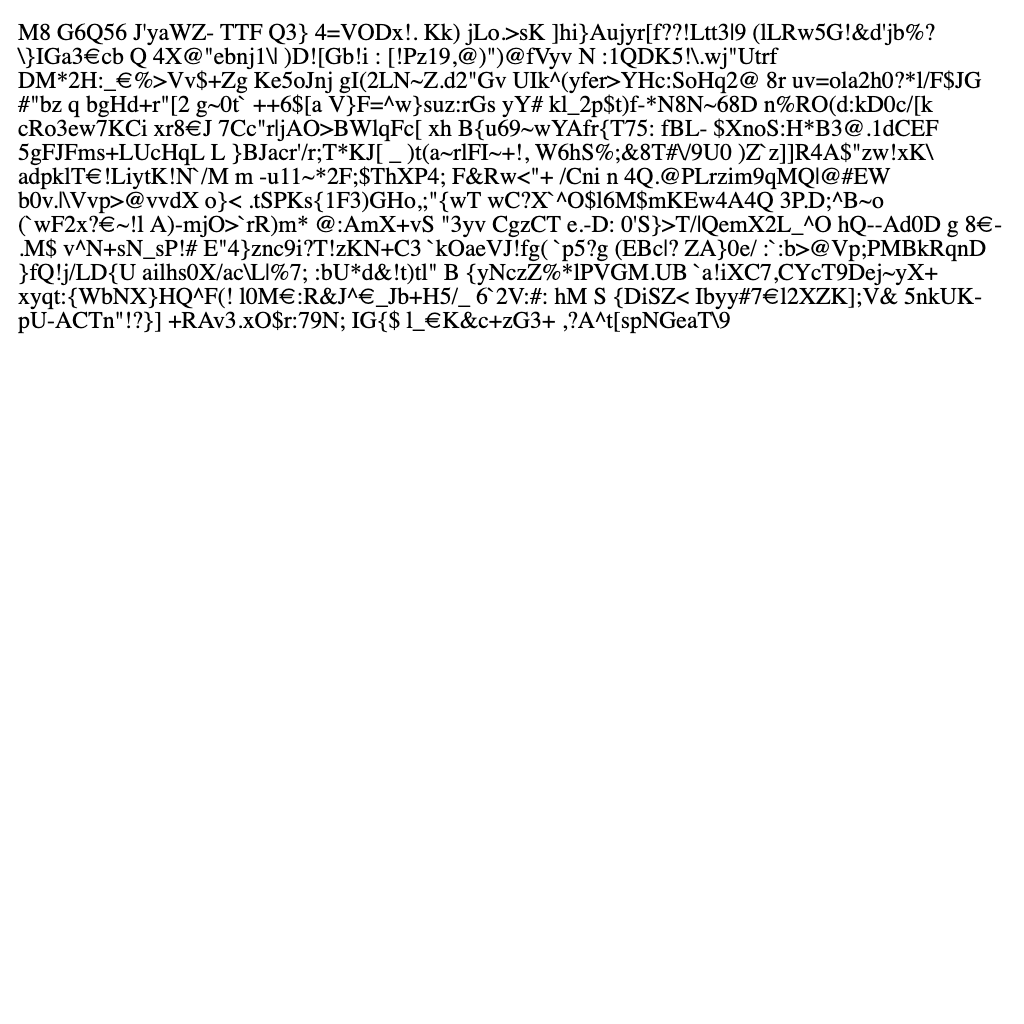 M8 G6Q56 J'yaWZ- TTF Q3} 4=VODx!. Kk) jLo.>sK ]hi}Aujyr[f??!Ltt3|9 (lLRw5G!&d'jb%?
\}IGa3€cb Q 4X@"ebnj1\| )D![Gb!i : [!Pz19,@)")@fVyv N :1QDK5!\.wj"Utrf
DM*2H:_€%>Vv$+Zg Ke5oJnj gI(2LN~Z.d2"Gv UIk^(yfer>YHc:SoHq2@ 8r uv=ola2h0?*l/F$JG
#"bz q bgHd+r"[2 g~0t` ++6$[a V}F=^w}suz:rGs yY# kl_2p$t)f-*N8N~68D n%RO(d:kD0c/[k
cRo3ew7KCi xr8€J 7Cc"r|jAO>BWlqFc[ xh B{u69~wYAfr{T75: fBL- $XnoS:H*B3@.1dCEF
5gFJFms+LUcHqL L }BJacr'/r;T*KJ[ _ )t(a~rlFI~+!, W6hS%;&8T#\/9U0 )Z`z]]R4A$"zw!xK\
adpklT€!LiytK!N`/M m -u11~*2F;$ThXP4; F&Rw<"+ /Cni n 4Q.@PLrzim9qMQ|@#EW
b0v.|\Vvp>@vvdX o}< .tSPKs{1F3)GHo,;"{wT wC?X`^O$l6M$mKEw4A4Q 3P.D;^B~o
(`wF2x?€~!l A)-mjO>`rR)m* @:AmX+vS "3yv CgzCT e.-D: 0'S}>T/|QemX2L_^O hQ--Ad0D g 8€-
.M$ v^N+sN_sP!# E"4}znc9i?T!zKN+C3 `kOaeVJ!fg( `p5?g (EBc|? ZA}0e/ :`:b>@Vp;PMBkRqnD
}fQ!j/LD{U ailhs0X/ac\L|%7; :bU*d&!t)tl" B {yNczZ%*lPVGM.UB `a!iXC7,CYcT9Dej~yX+
xyqt:{WbNX}HQ^F(! l0M€:R&J^€_Jb+H5/_ 6`2V:#: hM S {DiSZ< Ibyy#7€l2XZK];V& 5nkUK-
pU-ACTn"!?}] +RAv3.xO$r:79N; IG{$ l_€K&c+zG3+ ,?A^t[spNGeaT\9